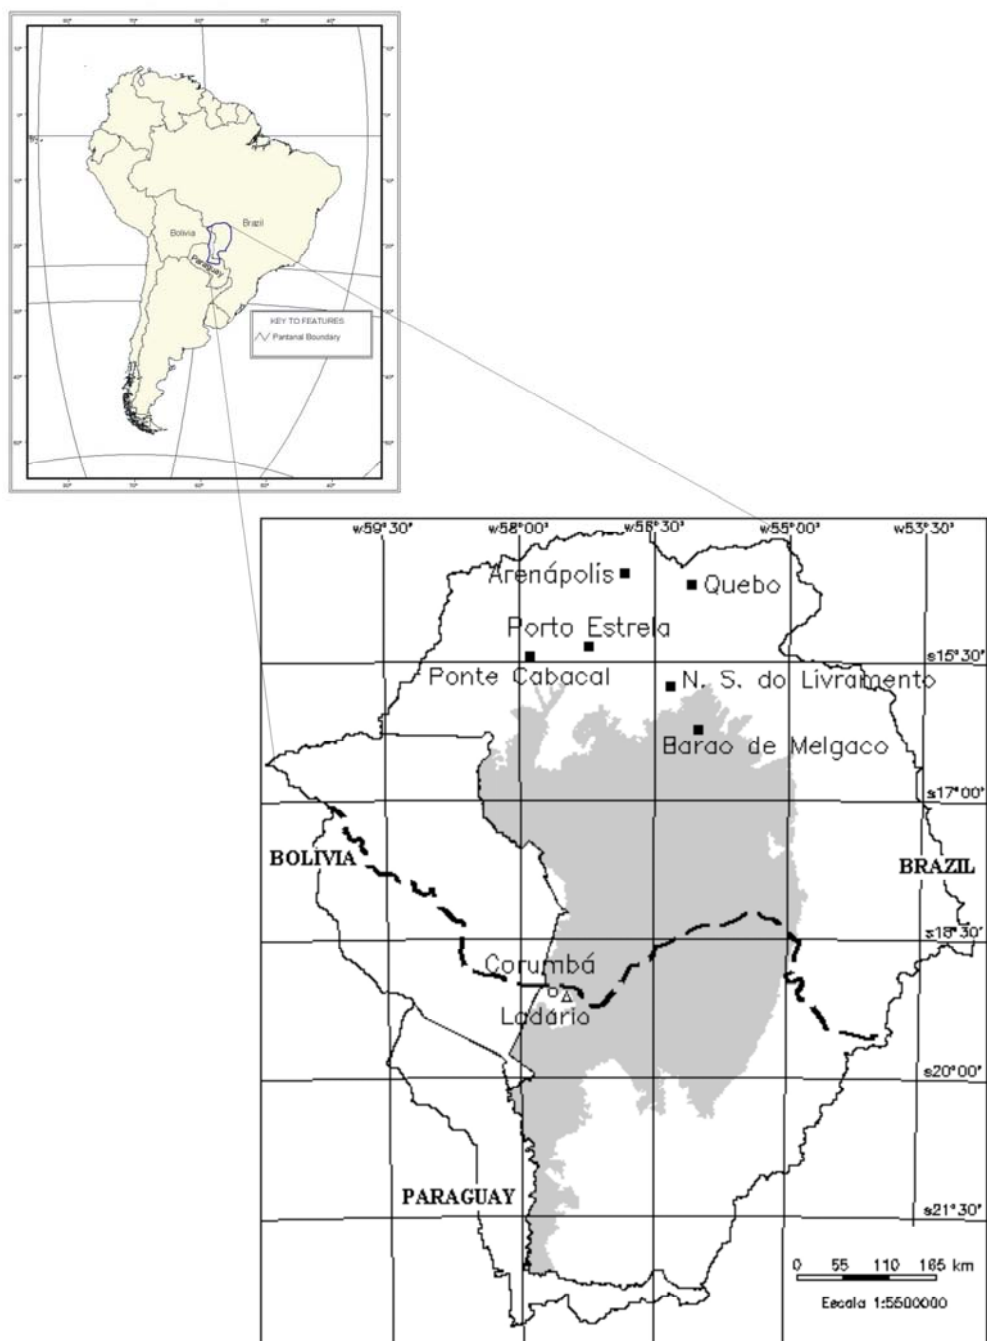 Brazil
Bolivia
Paraguay
KEY TO FEATURES
Pantanal Boundary
w59°30' w58°00' w56°30' w55°00' w53°30'
Arenápolis
Quebo
Porto Estrela
s15°30'
Ponte Cabacal
N. S. do Livramento
Barao de Melgaco
s17°00'
BOLIVIA
BRAZIL
s18°30'
Corumbá
Ladário
s20°00'
PARAGUAY
s21°30'
0 55 110 165 km
Escala 1:5500000